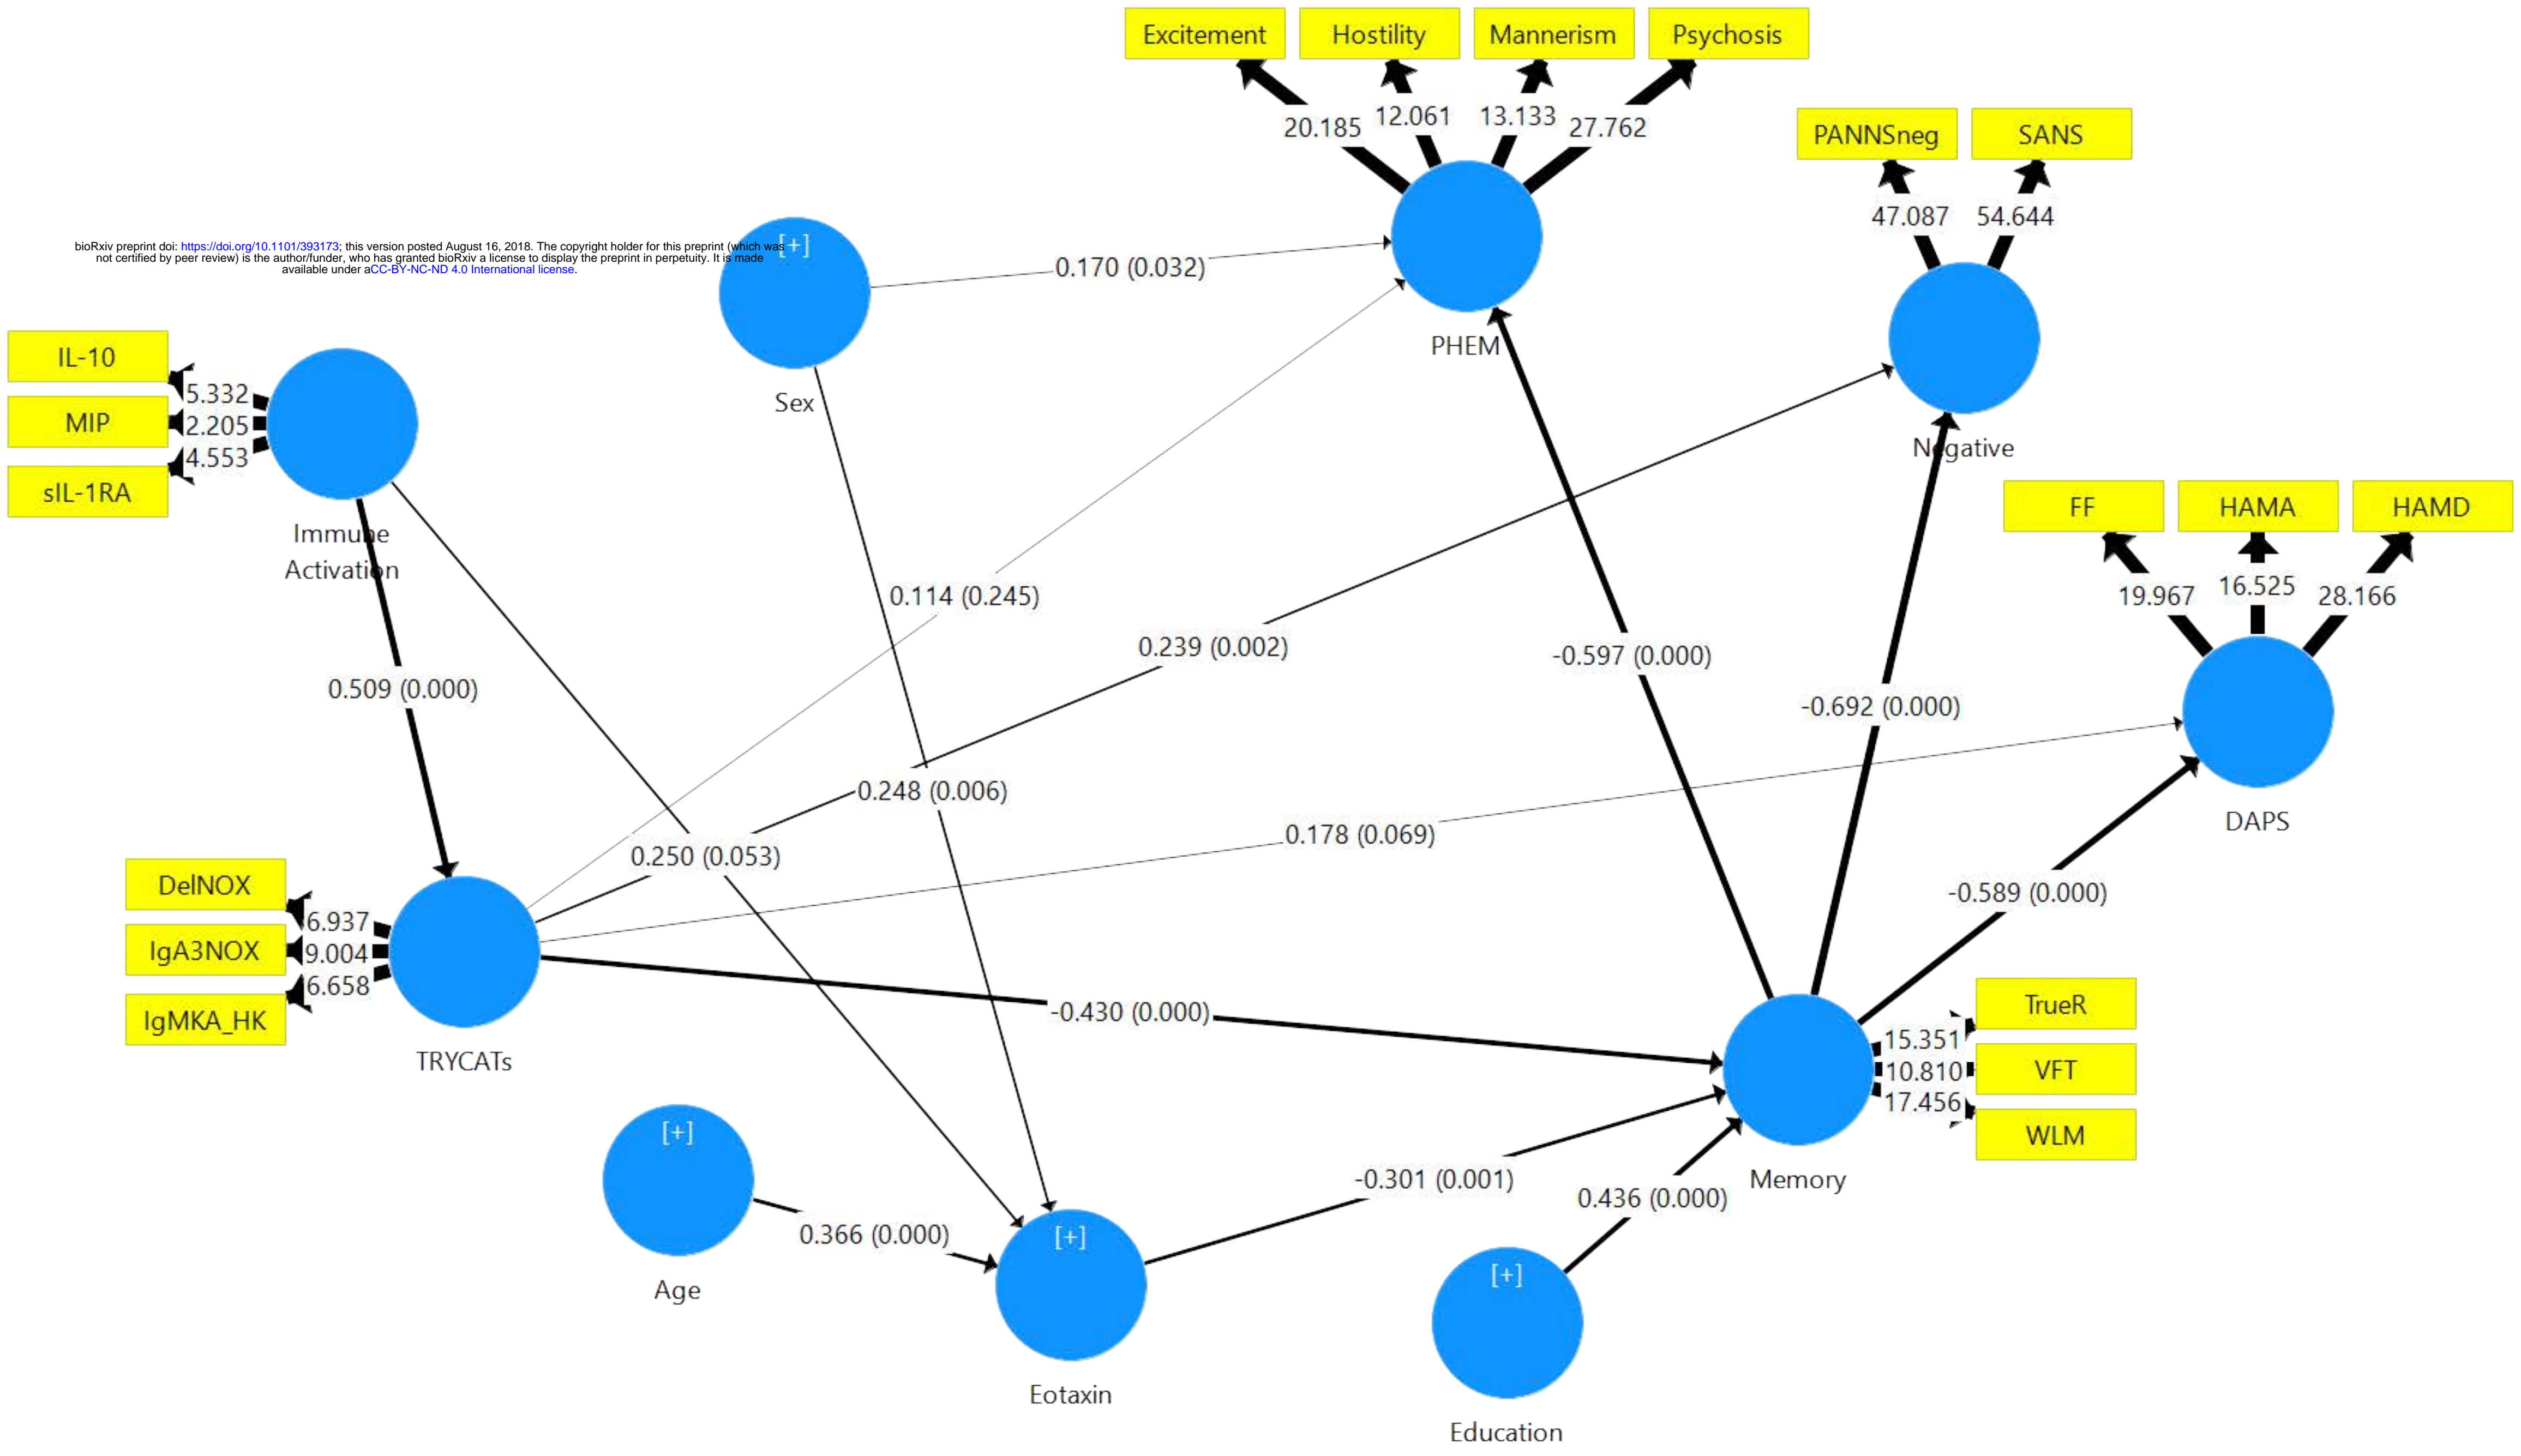 Excitement
Hostility
Mannerism
Psychosis
20.185
12.061
13.133
27.762
PANNSneg
SANS
47.087
54.644
bioRxiv preprint doi: https://doi.org/10.1101/393173; this version posted August 16, 2018. The copyright holder for this preprint (which was
not certified by peer review) is the author/funder, who has granted bioRxiv a license to display the preprint in perpetuity. It is made
available under aCC-BY-NC-ND 4.0 International license.
[+]
Sex
0.170 (0.032)
PHEM
Negative
IL-10
MIP
sIL-1RA
5.332
2.205
4.553
Immune
Activation
FF
HAMA
HAMD
19.967
16.525
28.166
DAPS
0.114 (0.245)
0.239 (0.002)
-0.597 (0.000)
0.509 (0.000)
-0.692 (0.000)
0.248 (0.006)
0.178 (0.069)
0.250 (0.053)
-0.589 (0.000)
DelNOX
IgA3NOX
IgMKA_HK
6.937
9.004
6.658
TRYCATs
-0.430 (0.000)
TrueR
VFT
WLM
15.351
10.810
17.456
Memory
[+]
Age
0.366 (0.000)
[+]
Eotaxin
-0.301 (0.001)
0.436 (0.000)
[+]
Education